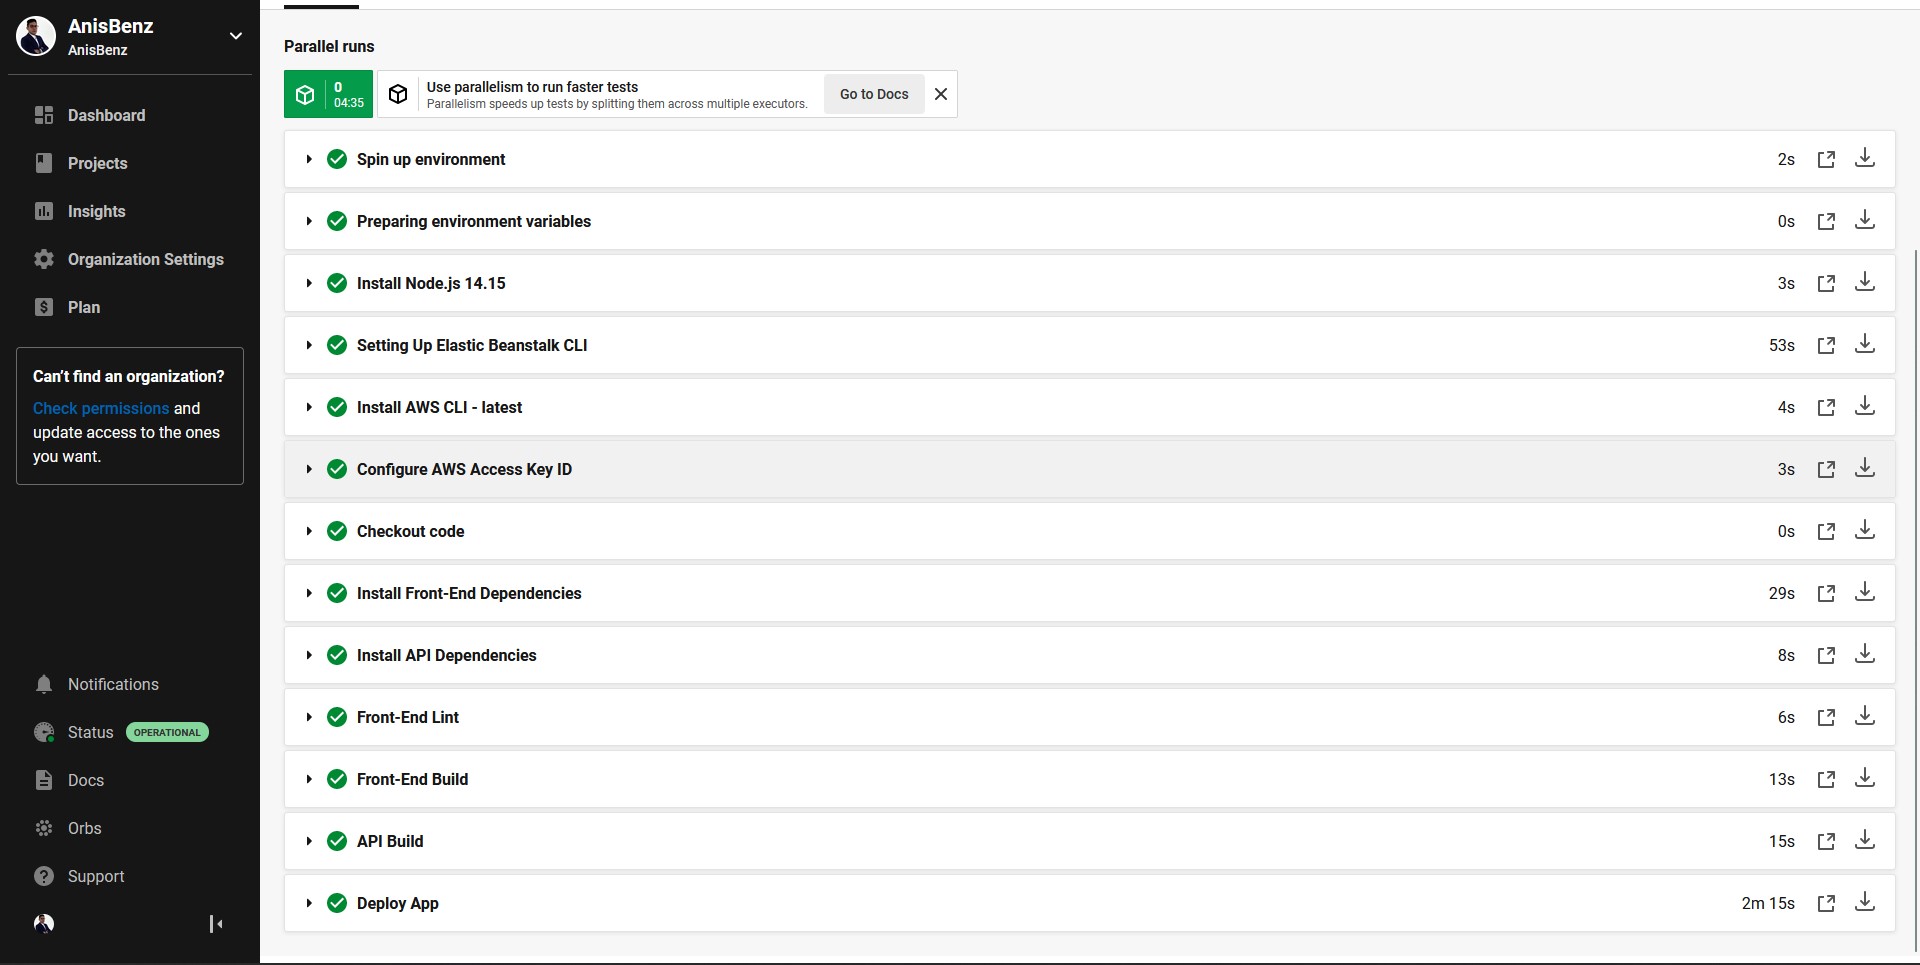 AnisBenz
AnisBenz
Dashboard
Projects
Insights
Organization Settings
Plan
Can't find an organization?
Check permissions and
update access to the ones
you want.
Notifications
Status OPERATIONAL
Docs
Orbs
Support
Parallel runs
0
04:35
Use parallelism to run faster tests
Parallelism speeds up tests by splitting them across multiple executors.
Go to Docs
Spin up environment 2s
Preparing environment variables 0s
Install Node.js 14.15 3s
Setting Up Elastic Beanstalk CLI 53s
Install AWS CLI - latest 4s
Configure AWS Access Key ID 3s
Checkout code 0s
Install Front-End Dependencies 29s
Install API Dependencies 8s
Front-End Lint 6s
Front-End Build 13s
API Build 15s
Deploy App 2m 15s